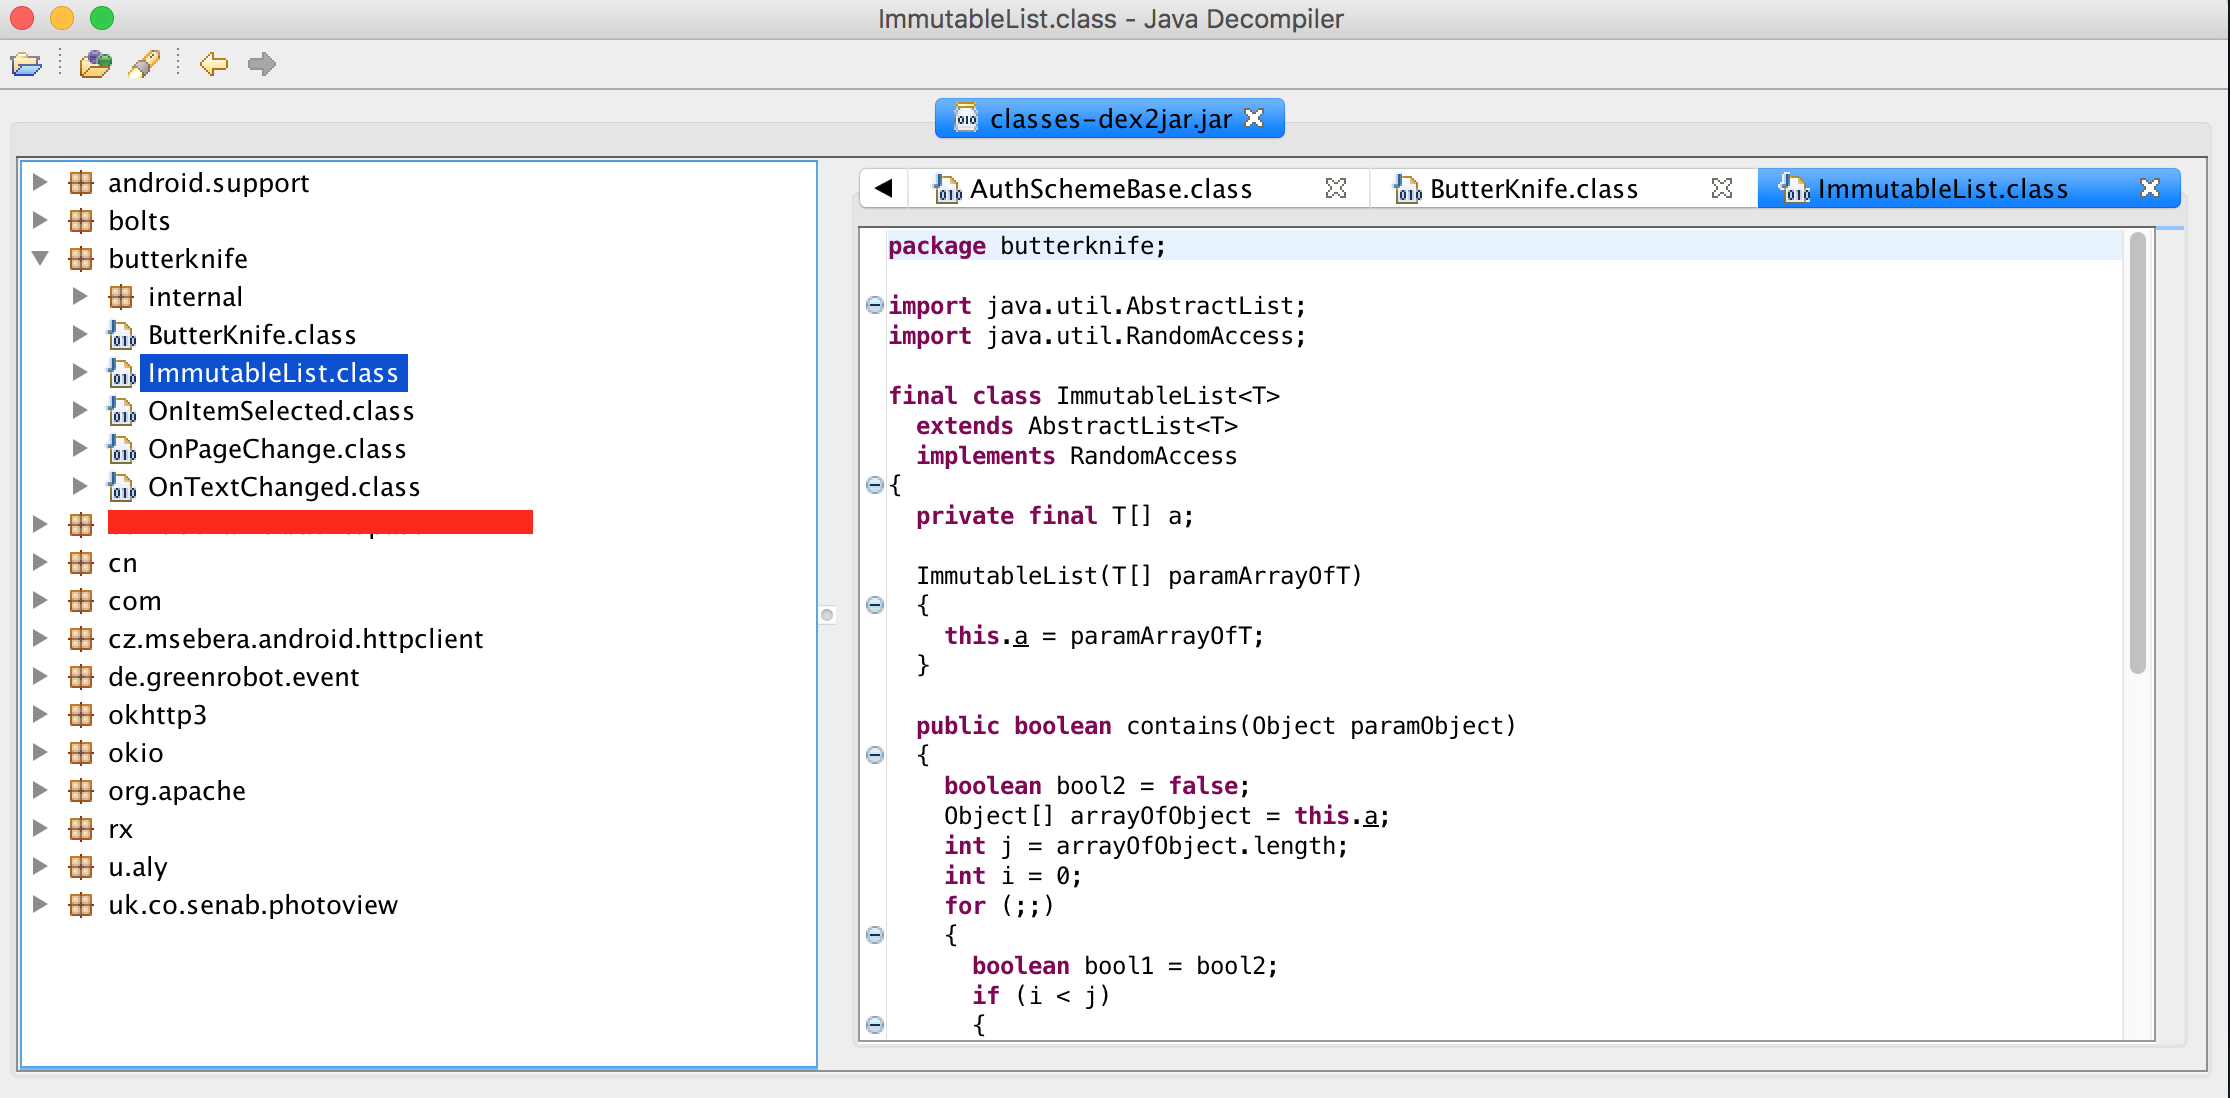 ImmutableList.class - Java Decompiler
classes-dex2jar.jar
android.support
bolts
butterknife
internal
ButterKnife.class
ImmutableList.class
OnItemSelected.class
OnPageChange.class
OnTextChanged.class
cn
com
cz.msebera.android.httpclient
de.greenrobot.event
okhttp3
okio
org.apache
rx
u.aly
uk.co.senab.photoview
AuthSchemeBase.class
ButterKnife.class
ImmutableList.class
package butterknife;
import java.util.AbstractList;
import java.util.RandomAccess;
final class ImmutableList<T>
extends AbstractList<T>
implements RandomAccess
{
private final T[] a;
ImmutableList(T[] paramArrayOfT)
{
this.a = paramArrayOfT;
}
public boolean contains(Object paramObject)
{
boolean bool2 = false;
Object[] arrayOfObject = this.a;
int j = arrayOfObject.length;
int i = 0;
for (;;)
{
boolean bool1 = bool2;
if (i < j)
{